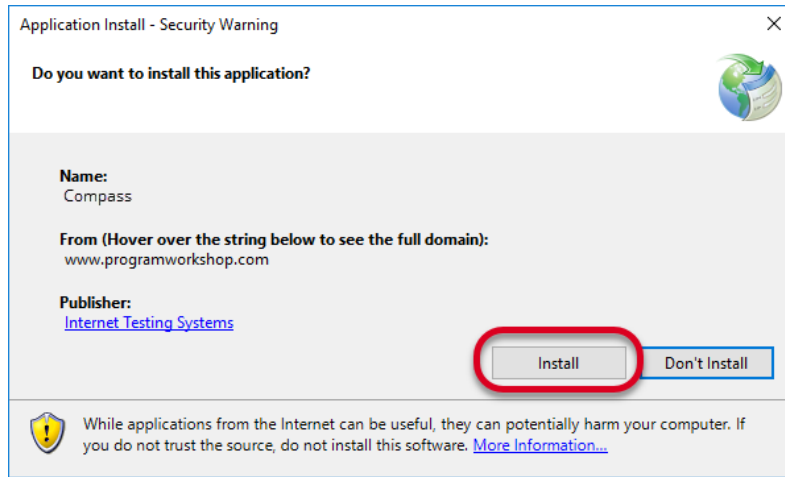 Application Install - Security Warning
Do you want to install this application?
Name:
Compass
From (Hover over the string below to see the full domain):
www.programworkshop.com
Publisher:
Internet Testing Systems
Install
Don't Install
While applications from the Internet can be useful, they can potentially harm your computer. If
you do not trust the source, do not install this software. More Information...